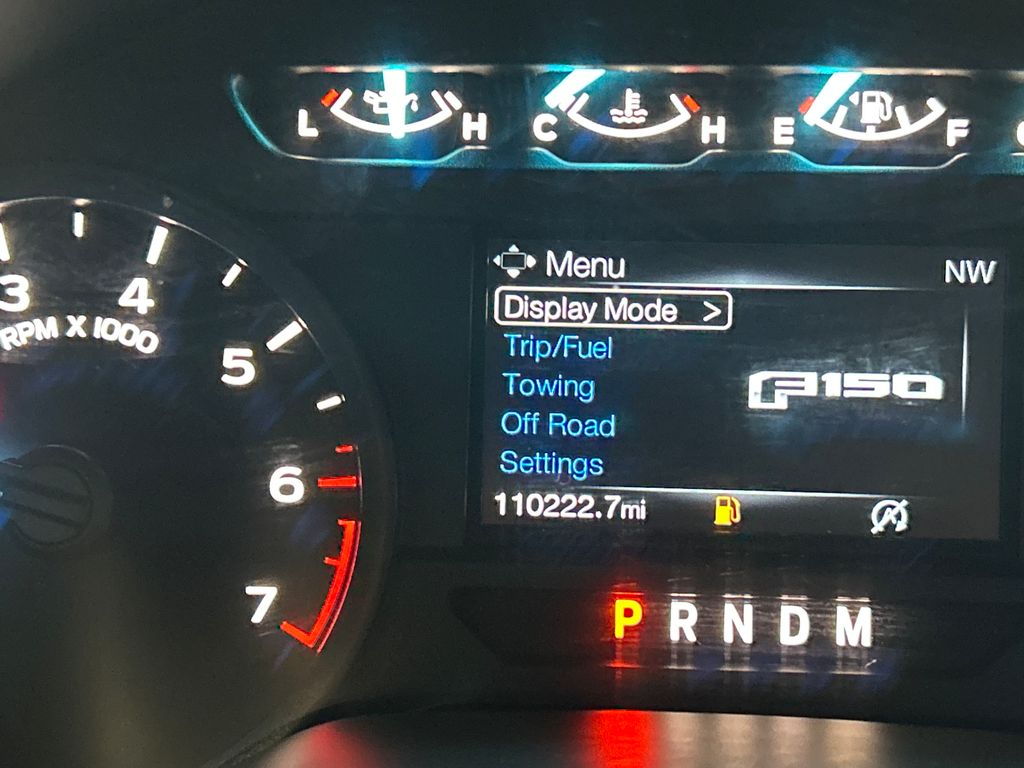 L H C H E F
Menu NW
Display Mode >
Trip/Fuel
Towing
F150
Off Road
Settings
110222.7mi
P R N D M
3 4 5 6 7
RPM X 1000